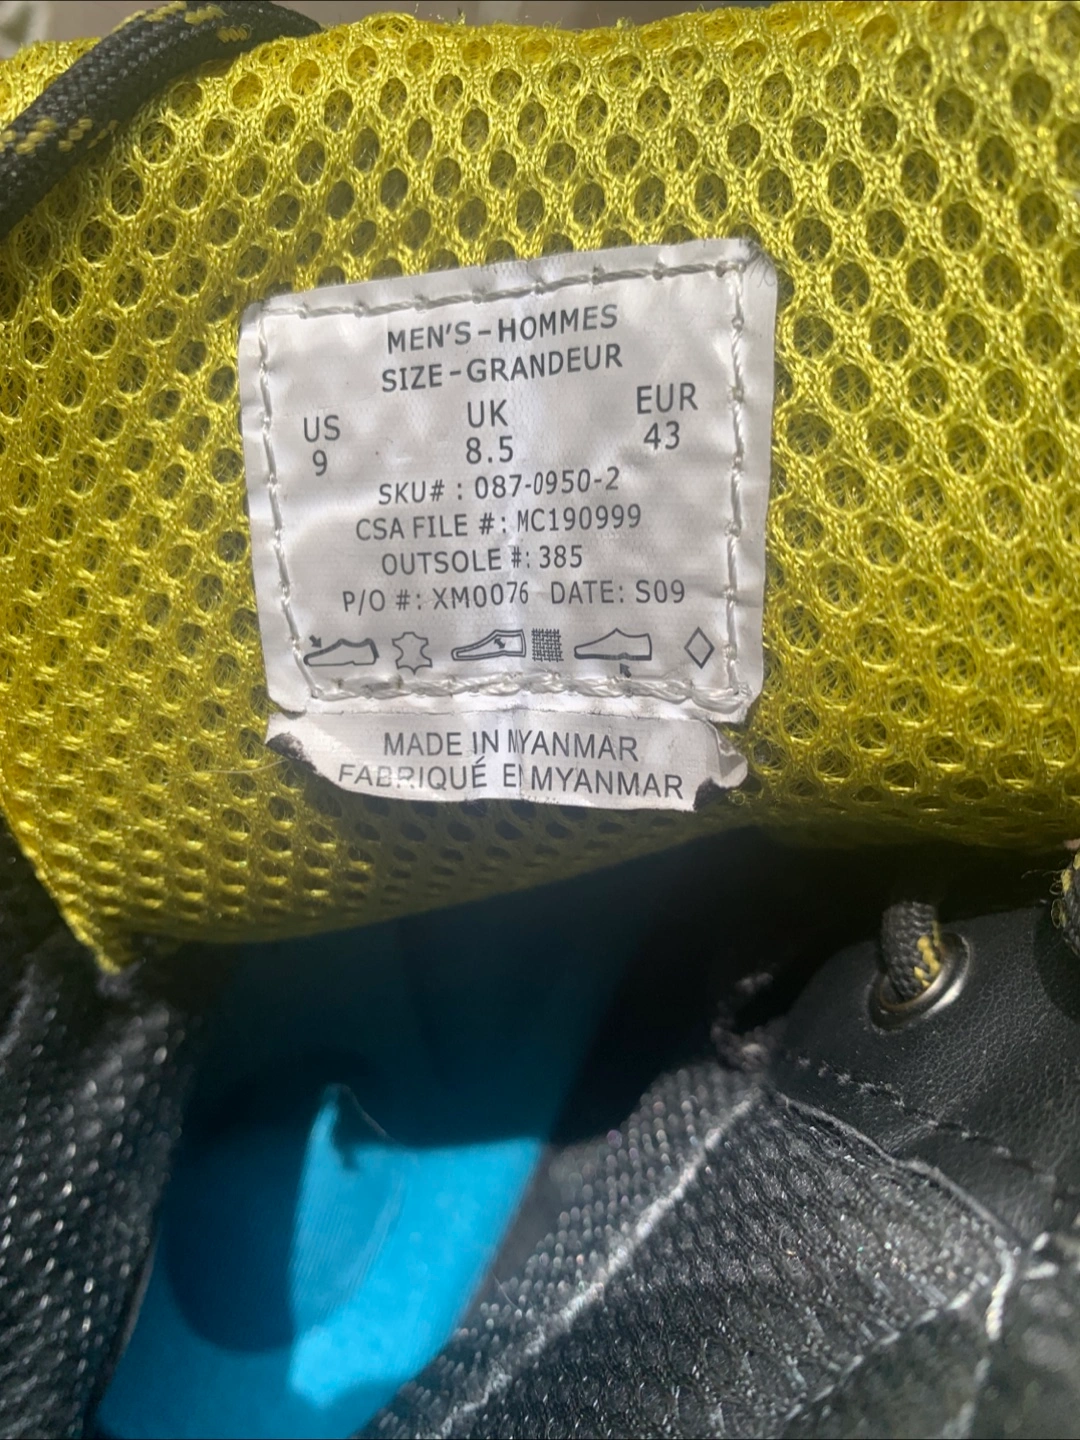 MEN'S-HOMMES
SIZE-GRANDEUR
US UK EUR
9 8.5 43
SKU# : 087-0950-2
CSA FILE #: MC190999
OUTSOLE #: 385
P/O #: XM0076 DATE: S09
MADE IN MYANMAR
FABRIQUÉ EN MYANMAR